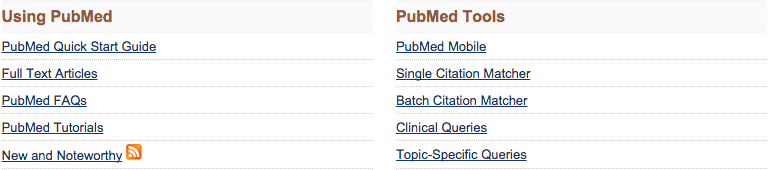 Using PubMed
PubMed Quick Start Guide
Full Text Articles
PubMed FAQs
PubMed Tutorials
New and Noteworthy
PubMed Tools
PubMed Mobile
Single Citation Matcher
Batch Citation Matcher
Clinical Queries
Topic-Specific Queries